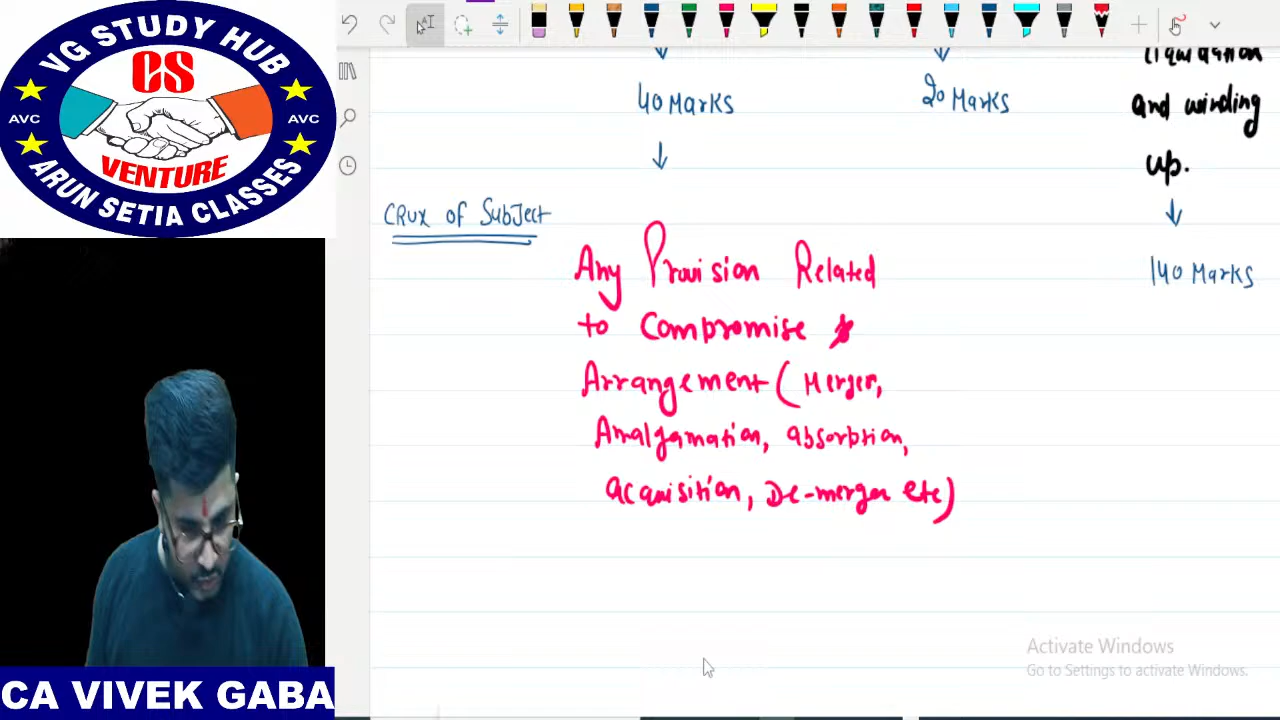 VG STUDY HUB
CS
AVC
AVC
VENTURE
ARUN SETIA CLASSES
40 Marks
20 Marks
liquidation
and winding
up.
140 Marks
CRUX of SubJect
Any Provision Related
to Compromise &
Arrangement (Merger,
Amalgamation, absorption,
acquisition, De-merger etc)
Activate Windows
Go to Settings to activate Windows.
CA VIVEK GABA